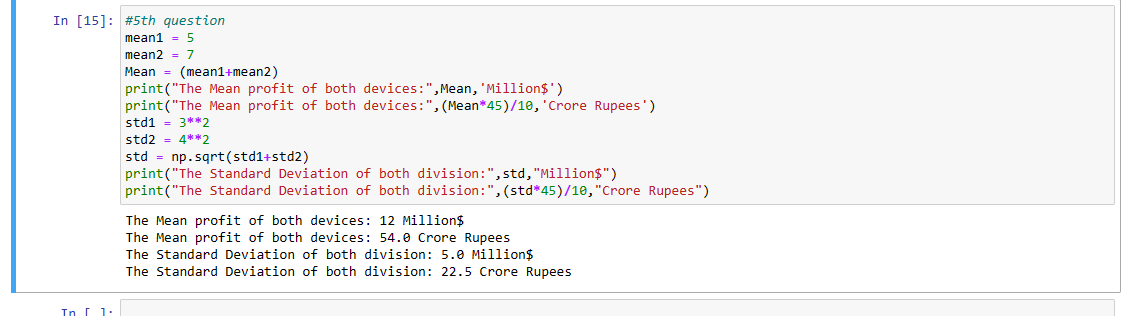 In [15]: #5th question
mean1 = 5
mean2 = 7
Mean = (mean1+mean2)
print("The Mean profit of both devices:",Mean,'Million$')
print("The Mean profit of both devices:",(Mean*45)/10,'Crore Rupees')
std1 = 3**2
std2 = 4**2
std = np.sqrt(std1+std2)
print("The Standard Deviation of both division:",std,"Million$")
print("The Standard Deviation of both division:",(std*45)/10,"Crore Rupees")
The Mean profit of both devices: 12 Million$
The Mean profit of both devices: 54.0 Crore Rupees
The Standard Deviation of both division: 5.0 Million$
The Standard Deviation of both division: 22.5 Crore Rupees
In [ ]: